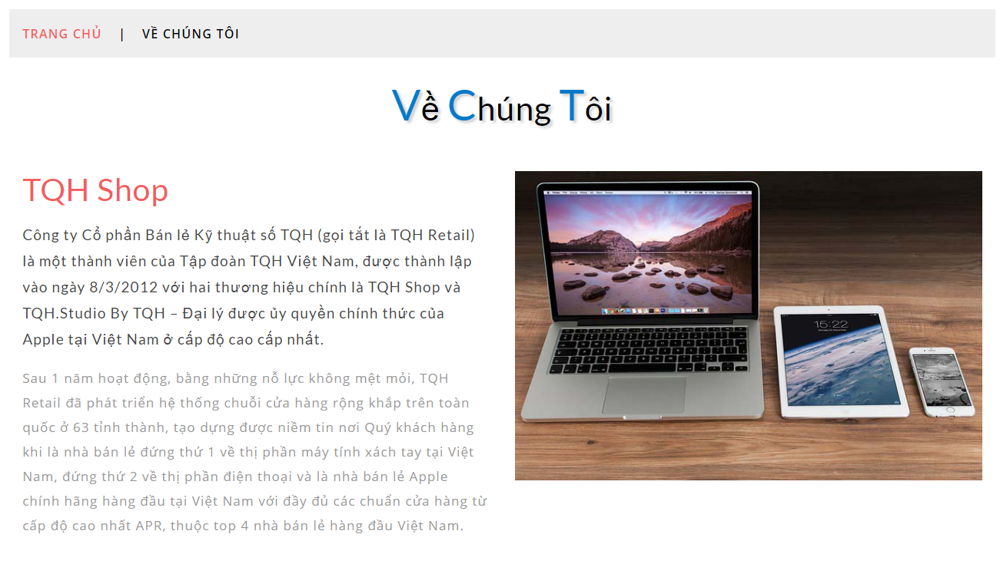 TRANG CHỦ | VỀ CHÚNG TÔI
Về Chúng Tôi
TQH Shop
Công ty Cổ phần Bán lẻ Kỹ thuật số TQH (gọi tắt là TQH Retail)
là một thành viên của Tập đoàn TQH Việt Nam, được thành lập
vào ngày 8/3/2012 với hai thương hiệu chính là TQH Shop và
TQH.Studio By TQH – Đại lý được ủy quyền chính thức của
Apple tại Việt Nam ở cấp độ cao cấp nhất.
Sau 1 năm hoạt động, bằng những nỗ lực không mệt mỏi, TQH
Retail đã phát triển hệ thống chuỗi cửa hàng rộng khắp trên toàn
quốc ở 63 tỉnh thành, tạo dựng được niềm tin nơi Quý khách hàng
khi là nhà bán lẻ đứng thứ 1 về thị phần máy tính xách tay tại Việt
Nam, đứng thứ 2 về thị phần điện thoại và là nhà bán lẻ Apple
chính hãng hàng đầu tại Việt Nam với đầy đủ các chuẩn cửa hàng từ
cấp độ cao nhất APR, thuộc top 4 nhà bán lẻ hàng đầu Việt Nam.
15:22